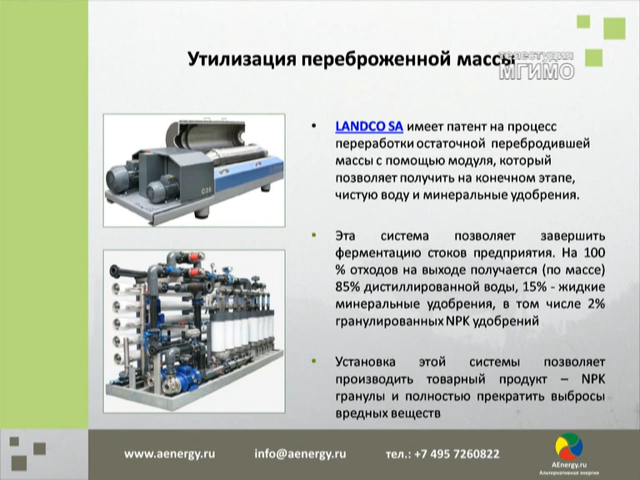 Утилизация переброженной массы
телестудия
МГИМО
• LANDCO SA имеет патент на процесс
переработки остаточной перебродившей
массы с помощью модуля, который
позволяет получить на конечном этапе,
чистую воду и минеральные удобрения.
• Эта система позволяет завершить
ферментацию стоков предприятия. На 100
% отходов на выходе получается (по массе)
85% дистиллированной воды, 15% - жидкие
минеральные удобрения, в том числе 2%
гранулированных NPK удобрений
• Установка этой системы позволяет
производить товарный продукт – NPK
гранулы и полностью прекратить выбросы
вредных веществ
www.aenergy.ru info@aenergy.ru тел.: +7 495 7260822
AEnergy.ru
Альтернативная энергия